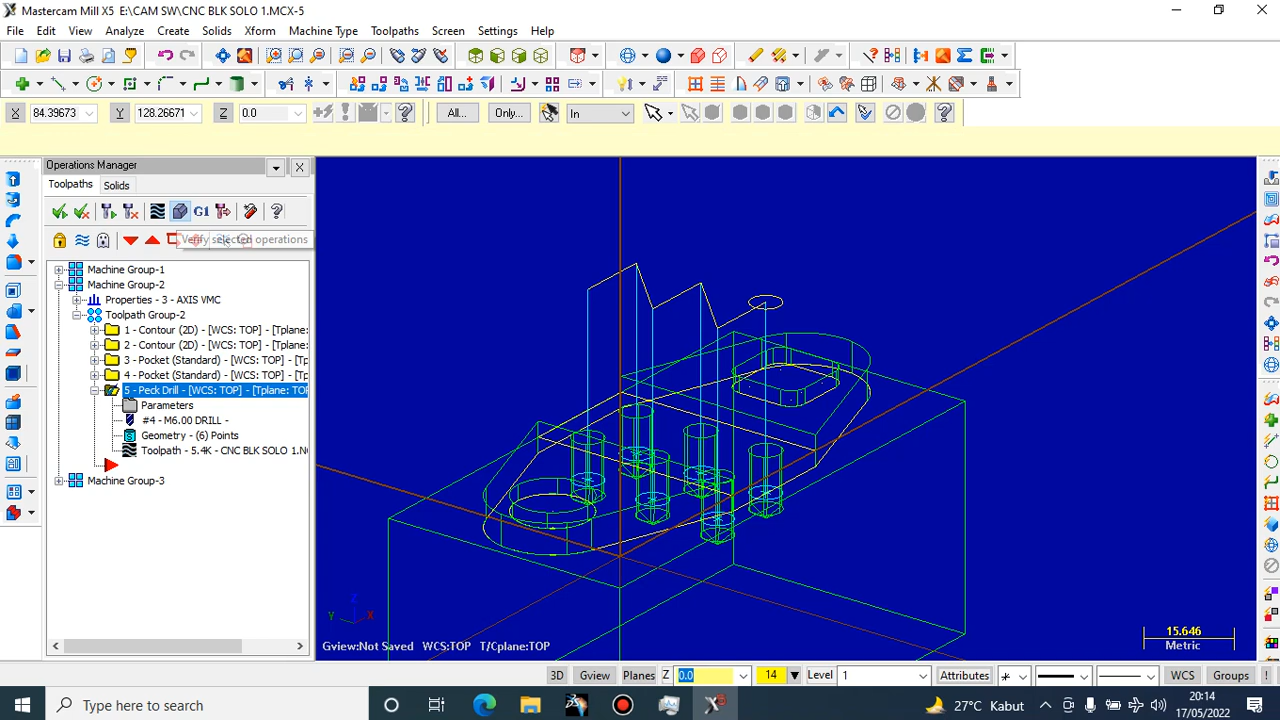 Mastercam Mill X5 E:\CAM SW\CNC BLK SOLO 1.MCX-5
File Edit View Analyze Create Solids Xform Machine Type Toolpaths Screen Settings Help
X 84.39673 Y 128.26671 Z 0.0 All... Only... In
Operations Manager
Toolpaths Solids
G1
Verify selected operations
Machine Group-1
Machine Group-2
Properties - 3 - AXIS VMC
Toolpath Group-2
1 - Contour (2D) - [WCS: TOP] - [Tplane:
2 - Contour (2D) - [WCS: TOP] - [Tplane:
3 - Pocket (Standard) - [WCS: TOP] - [Tp
4 - Pocket (Standard) - [WCS: TOP] - [Tp
5 - Peck Drill - [WCS: TOP] - [Tplane: TOP
Parameters
#4 - M6.00 DRILL -
Geometry - (6) Points
Toolpath - 5.4K - CNC BLK SOLO 1.N
Machine Group-3
Z
Y X
15.646
Metric
Gview:Not Saved WCS:TOP T/Cplane:TOP
3D Gview Planes Z 0.0 14 Level 1 Attributes WCS Groups !
Type here to search
27°C Kabut
20:14
17/05/2022